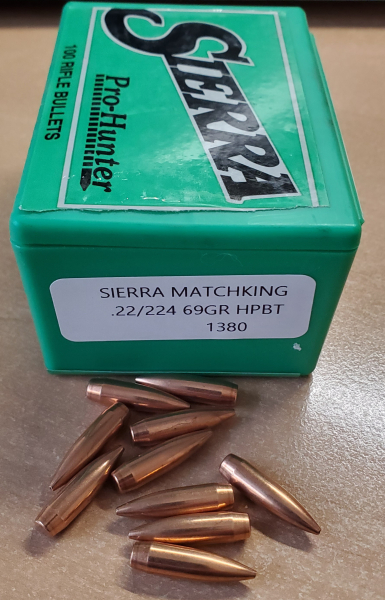 SIERRA
Pro-Hunter
100 RIFLE BULLETS
SIERRA MATCHKING
.22/224 69GR HPBT
1380